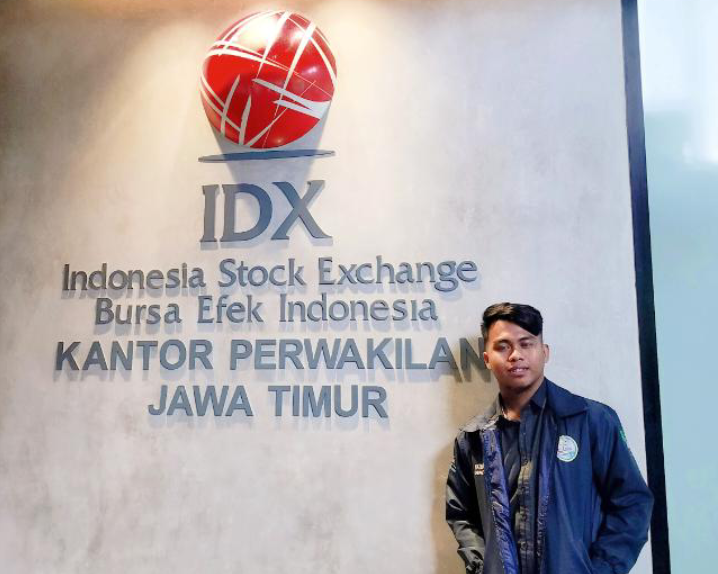 IDX
Indonesia Stock Exchange
Bursa Efek Indonesia
KANTOR PERWAKILAN
JAWA TIMUR